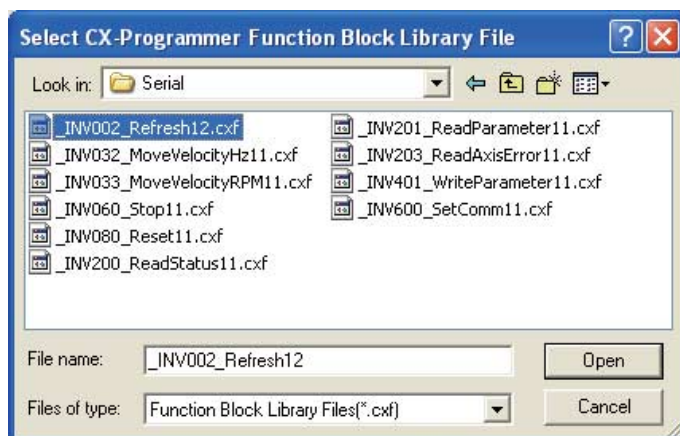 Select CX-Programmer Function Block Library File
Look in: Serial
_INV002_Refresh12.cxf
_INV032_MoveVelocityHz11.cxf
_INV033_MoveVelocityRPM11.cxf
_INV060_Stop11.cxf
_INV080_Reset11.cxf
_INV200_ReadStatus11.cxf
_INV201_ReadParameter11.cxf
_INV203_ReadAxisError11.cxf
_INV401_WriteParameter11.cxf
_INV600_SetComm11.cxf
File name: _INV002_Refresh12 Open
Files of type: Function Block Library Files(*.cxf) Cancel